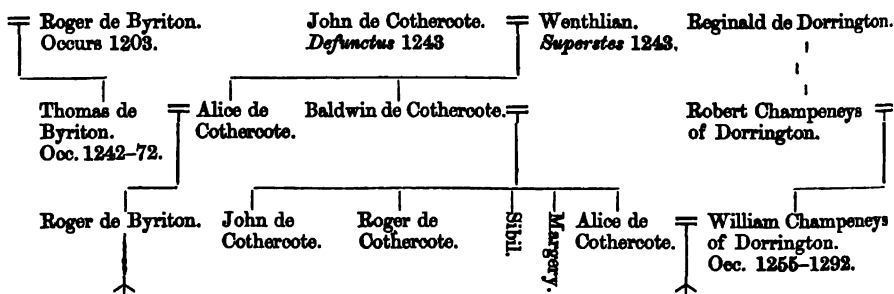 Roger de Byriton.
Occurs 1203.
John de Cothercote.
Defunctus 1243
Wenthlian.
Superstes 1243.
Reginald de Dorrington.
Thomas de
Byriton.
Occ. 1242–72.
Alice de
Cothercote.
Baldwin de Cothercote.
Robert Champeneys
of Dorrington.
Roger de Byriton.
John de
Cothercote.
Roger de
Cothercote.
Sibil.
Margery.
Alice de
Cothercote.
William Champeneys
of Dorrington.
Occ. 1255–1292.